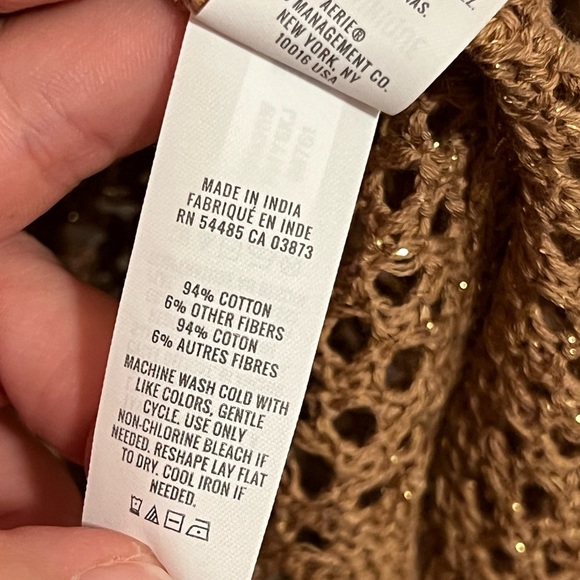 AS.
AERIE®
MANAGEMENT CO.
NEW YORK, NY
10016 USA
MADE IN INDIA
FABRIQUÉ EN INDE
RN 54485 CA 03873
94% COTTON
6% OTHER FIBERS
94% COTON
6% AUTRES FIBRES
MACHINE WASH COLD WITH
LIKE COLORS, GENTLE
CYCLE. USE ONLY
NON-CHLORINE BLEACH IF
NEEDED. RESHAPE LAY FLAT
TO DRY. COOL IRON IF
NEEDED.